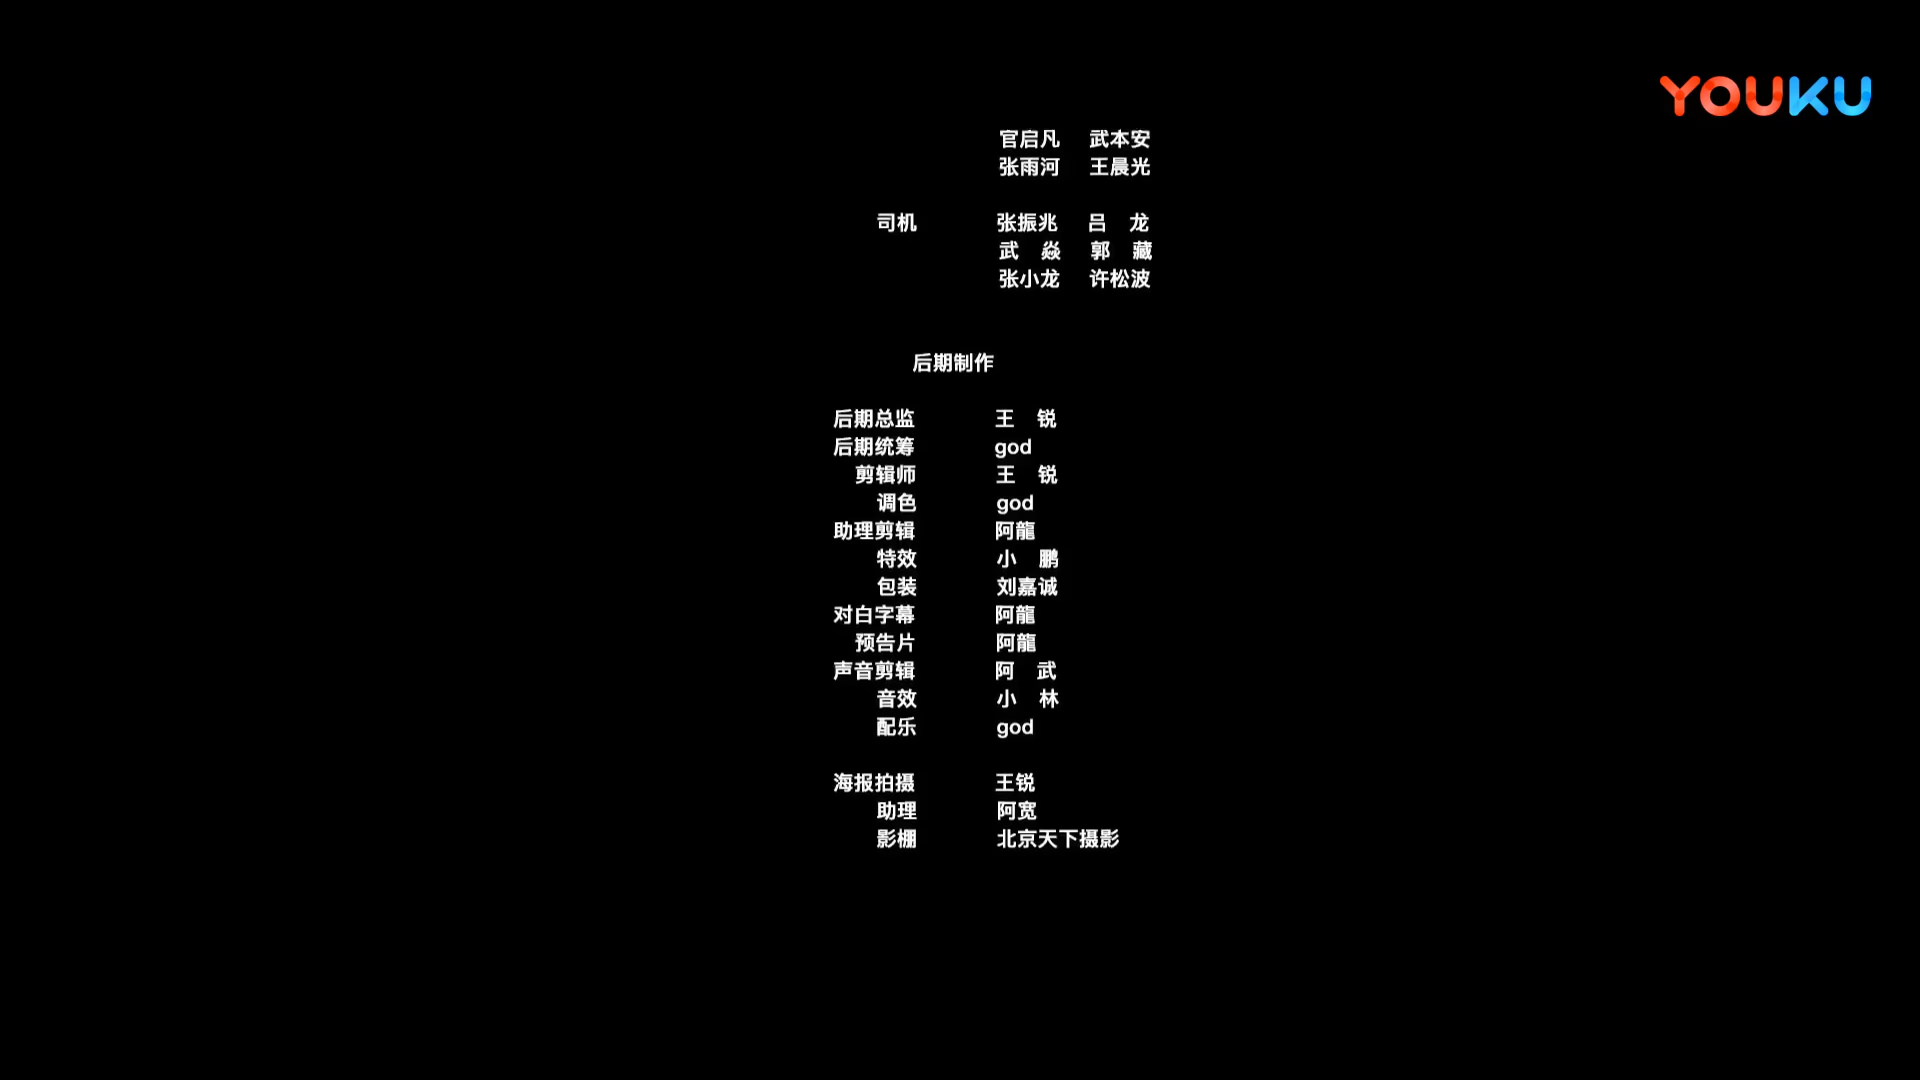 YOUKU
官启凡 武本安
张雨河 王晨光
司机 张振兆 吕 龙
武 焱 郭 藏
张小龙 许松波
后期制作
后期总监 王 锐
后期统筹 god
剪辑师 王 锐
调色 god
助理剪辑 阿龍
特效 小 鹏
包装 刘嘉诚
对白字幕 阿龍
预告片 阿龍
声音剪辑 阿 武
音效 小 林
配乐 god
海报拍摄 王锐
助理 阿宽
影棚 北京天下摄影